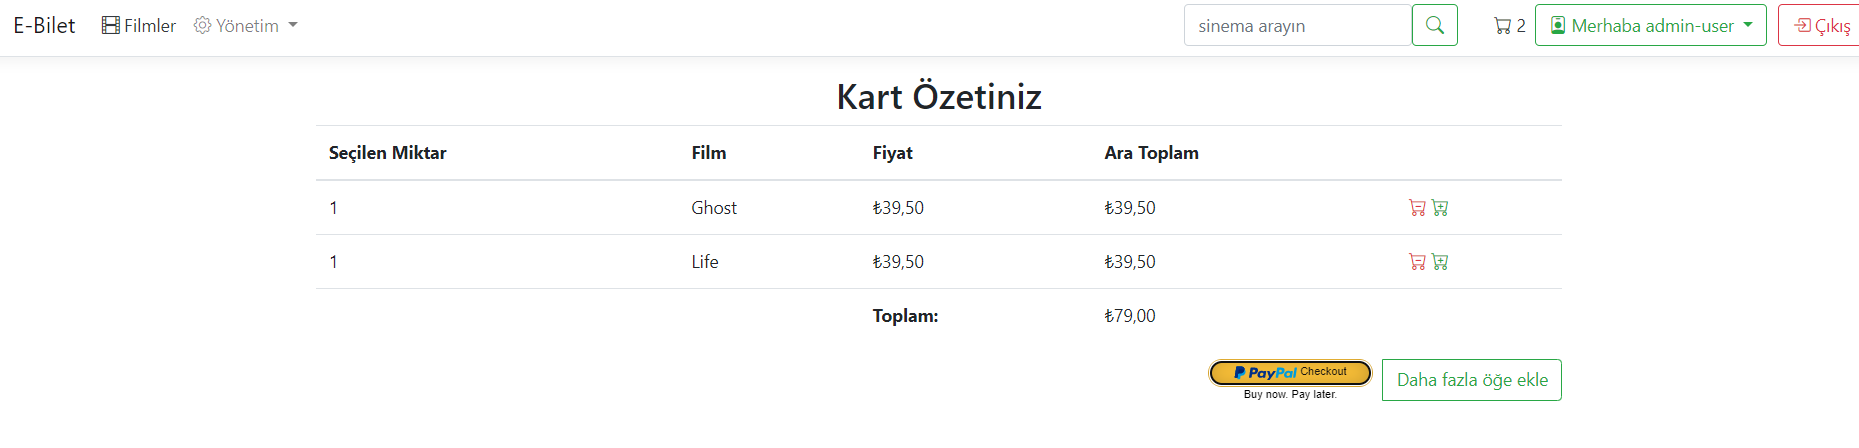 E-Bilet Filmler Yönetim sinema arayın 2 Merhaba admin-user Çıkış
Kart Özetiniz
Seçilen Miktar Film Fiyat Ara Toplam
1 Ghost ₺39,50 ₺39,50
1 Life ₺39,50 ₺39,50
Toplam: ₺79,00
PayPal Checkout Daha fazla öğe ekle
Buy now. Pay later.